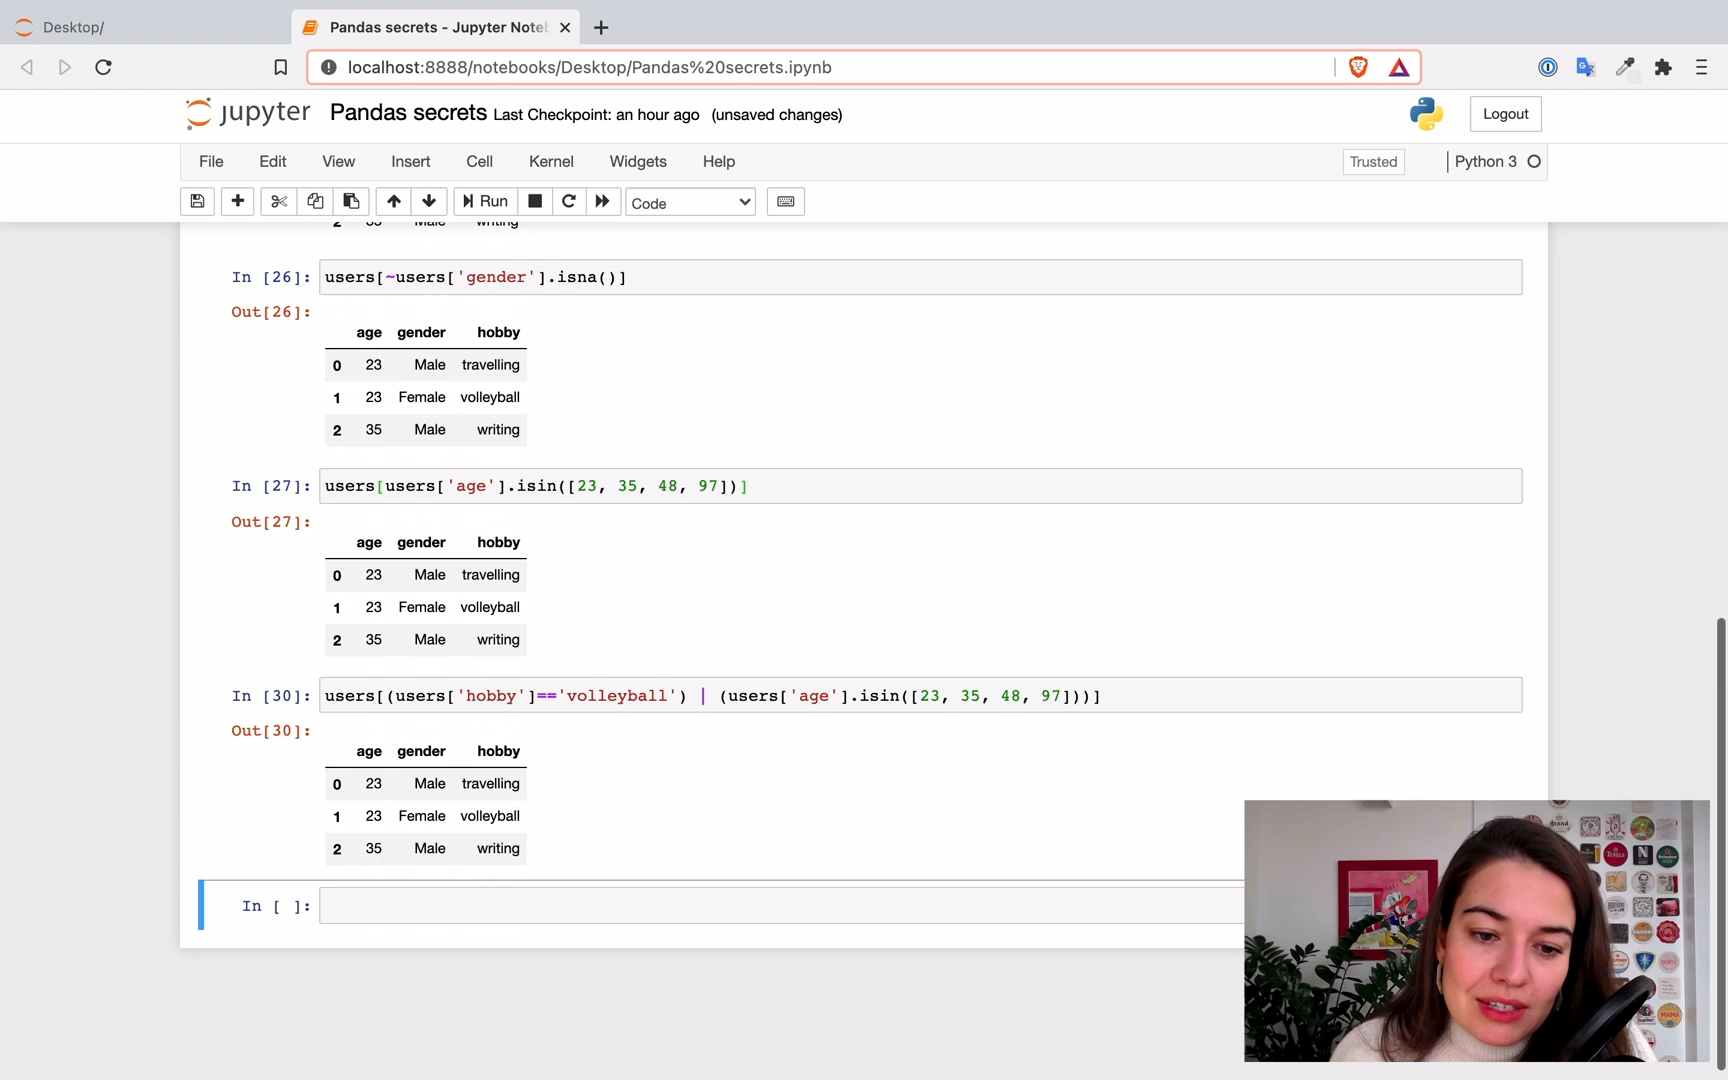 Desktop/
Pandas secrets - Jupyter Noteb
localhost:8888/notebooks/Desktop/Pandas%20secrets.ipynb
jupyter Pandas secrets Last Checkpoint: an hour ago (unsaved changes)
Logout
File Edit View Insert Cell Kernel Widgets Help
Trusted
Python 3
Run
Code
2 35 Male writing
In [26]: users[~users['gender'].isna()]
Out[26]:
age gender hobby
0 23 Male travelling
1 23 Female volleyball
2 35 Male writing
In [27]: users[users['age'].isin([23, 35, 48, 97])]
Out[27]:
age gender hobby
0 23 Male travelling
1 23 Female volleyball
2 35 Male writing
In [30]: users[(users['hobby']=='volleyball') | (users['age'].isin([23, 35, 48, 97]))]
Out[30]:
age gender hobby
0 23 Male travelling
1 23 Female volleyball
2 35 Male writing
In [ ]: